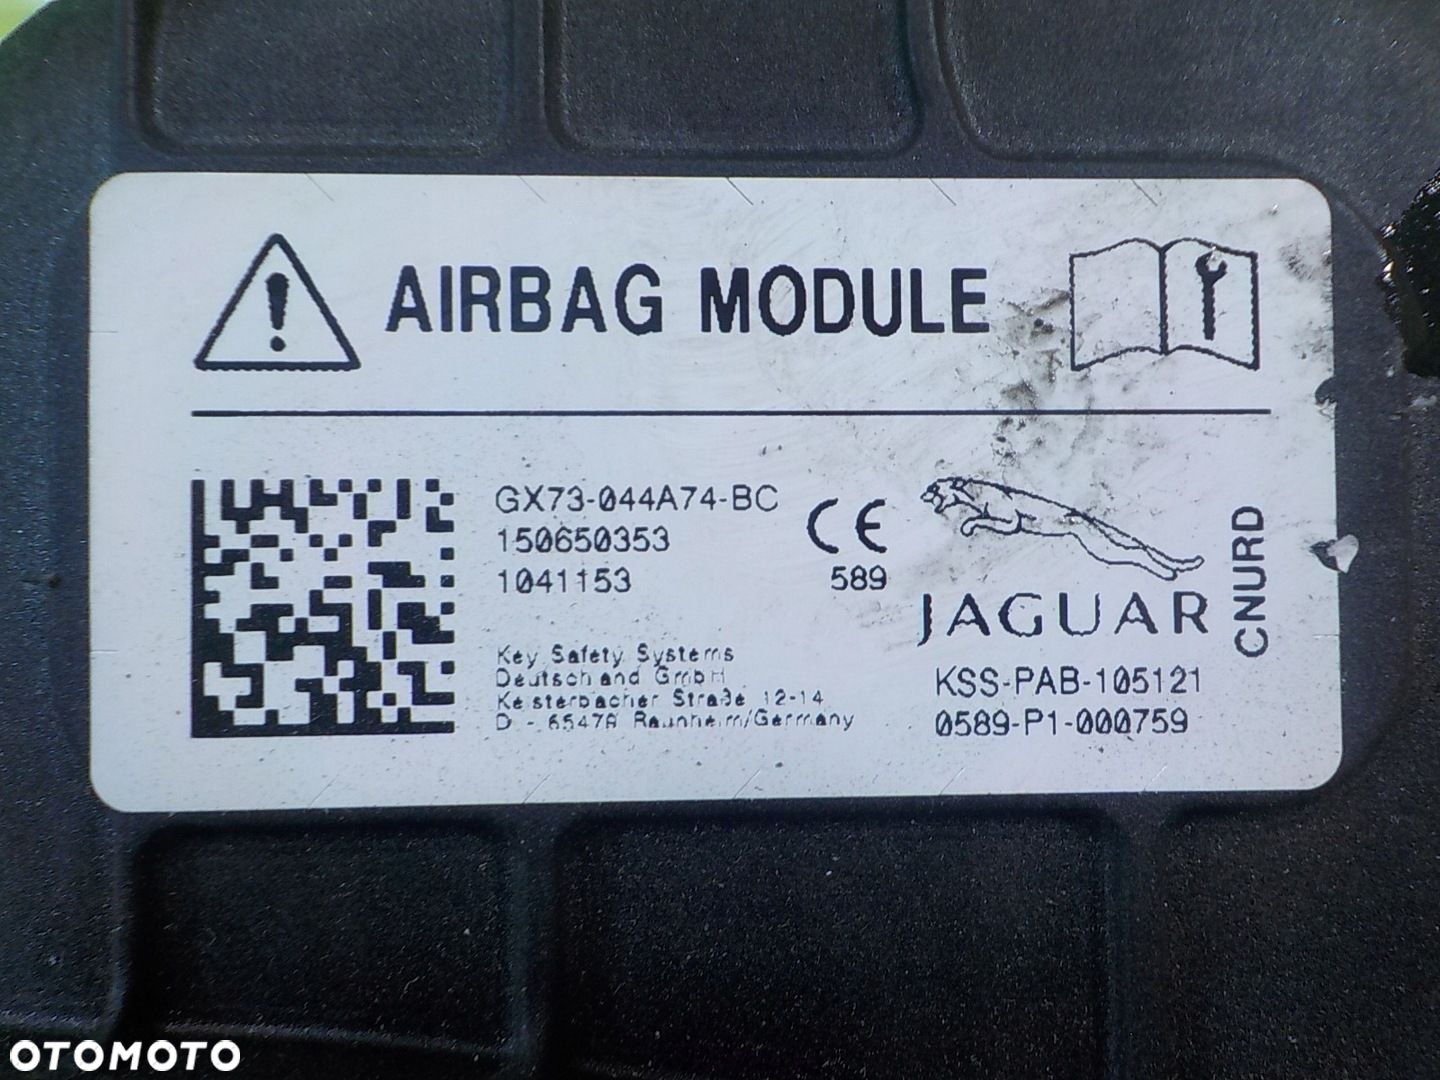 AIRBAG MODULE
GX73-044A74-BC
150650353
1041153
CE
589
JAGUAR
CNURD
KSS-PAB-105121
0589-P1-000759
Key Safety Systems
Deutschland GmbH
Kelsterbacher Straße 12-14
D - 65479 Raunheim/Germany
OTOMOTO